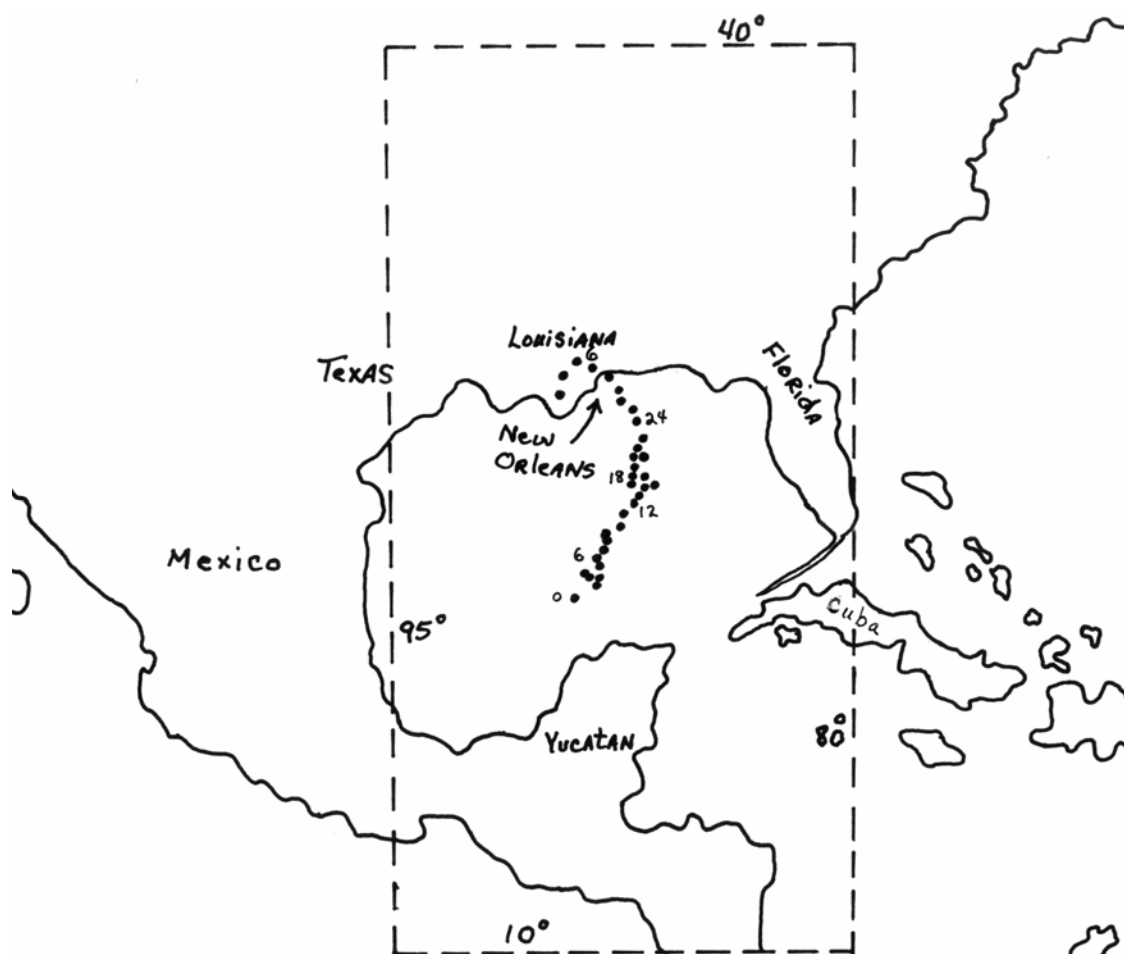 40°
Louisiana
6
Texas
Florida
24
New
Orleans
18
12
Mexico
6
0
Cuba
95°
80°
Yucatan
10°